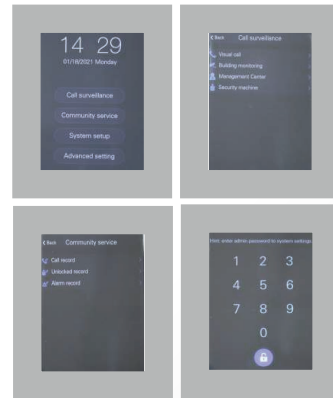 14 29
01/18/2021 Monday
Call surveillance
Community service
System setup
Advanced setting
< Back Call surveillance
Visual call
Building monitoring
Management Center
Security machine
< Back Community service
Call record
Unlocked record
Alarm record
Hint: enter admin password to system settings
1 2 3
4 5 6
7 8 9
0